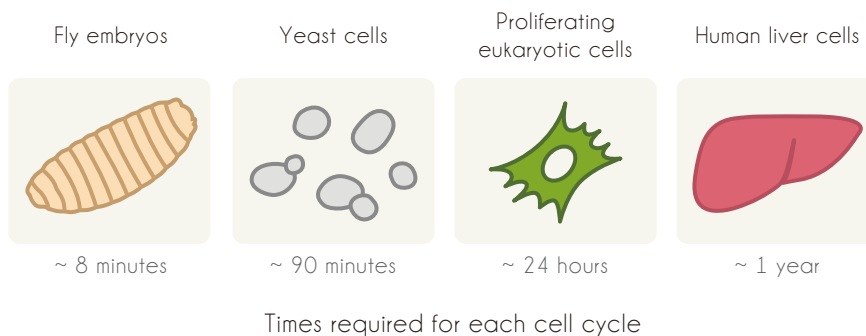 Fly embryos
Yeast cells
Proliferating
eukaryotic cells
Human liver cells
~ 8 minutes
~ 90 minutes
~ 24 hours
~ 1 year
Times required for each cell cycle